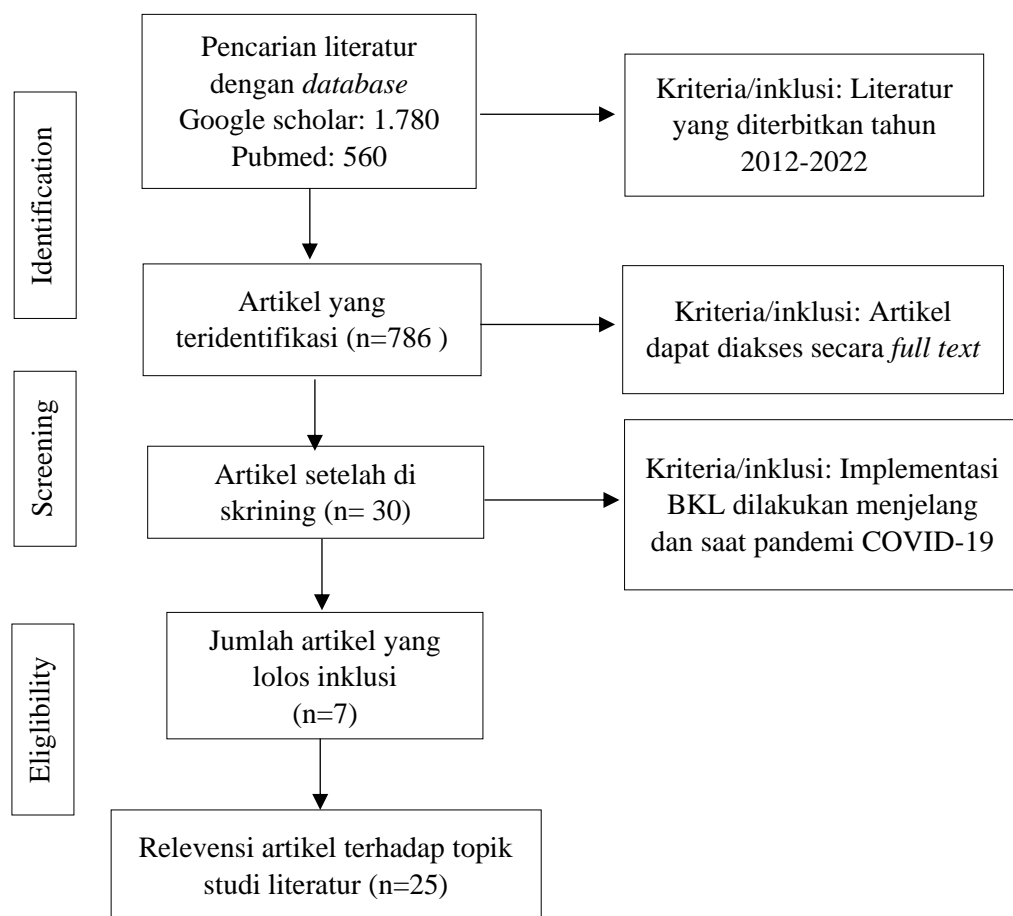 Pencarian literatur
dengan database
Google scholar: 1.780
Pubmed: 560
Kriteria/inklusi: Literatur
yang diterbitkan tahun
2012-2022
Identification
Artikel yang
teridentifikasi (n=786 )
Kriteria/inklusi: Artikel
dapat diakses secara full text
Screening
Artikel setelah di
skrining (n= 30)
Kriteria/inklusi: Implementasi
BKL dilakukan menjelang
dan saat pandemi COVID-19
Eliglibility
Jumlah artikel yang
lolos inklusi
(n=7)
Relevensi artikel terhadap topik
studi literatur (n=25)